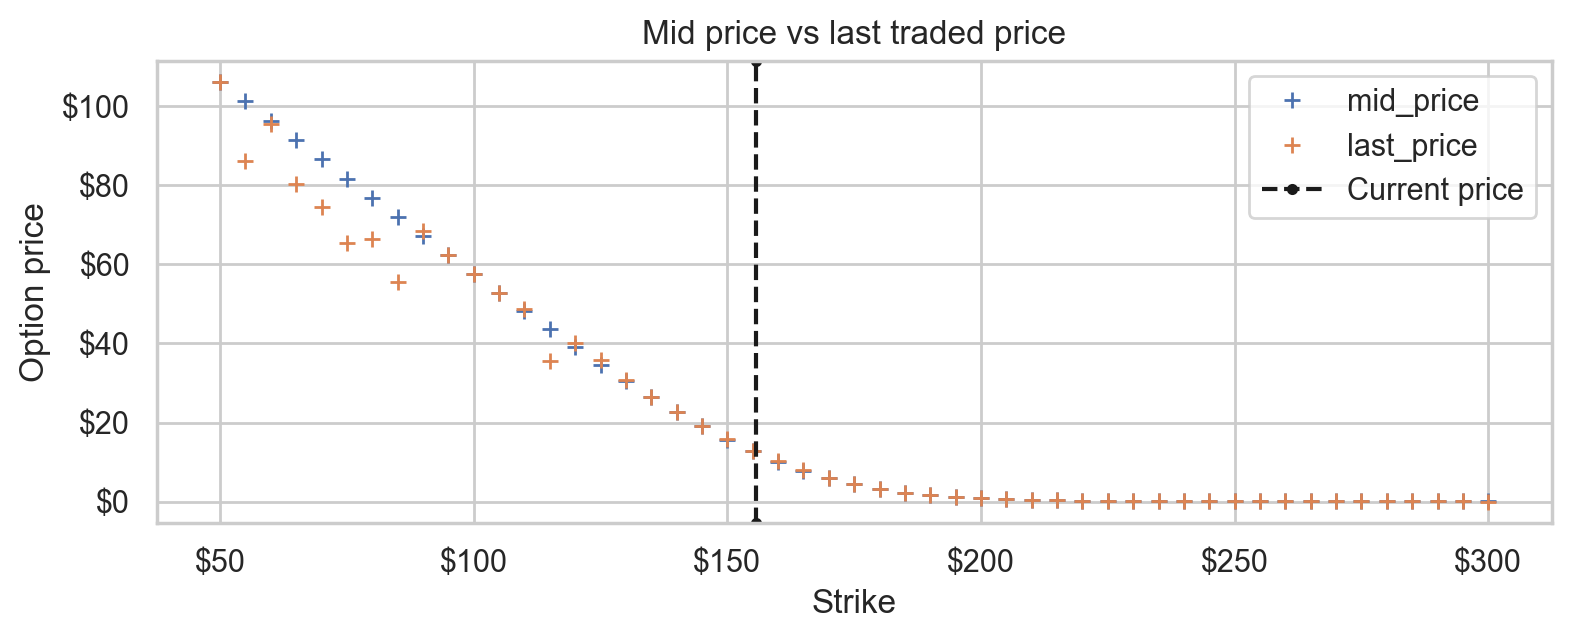 Mid price vs last traded price
mid_price
last_price
Current price
Option price
$100
$80
$60
$40
$20
$0
$50 $100 $150 $200 $250 $300
Strike